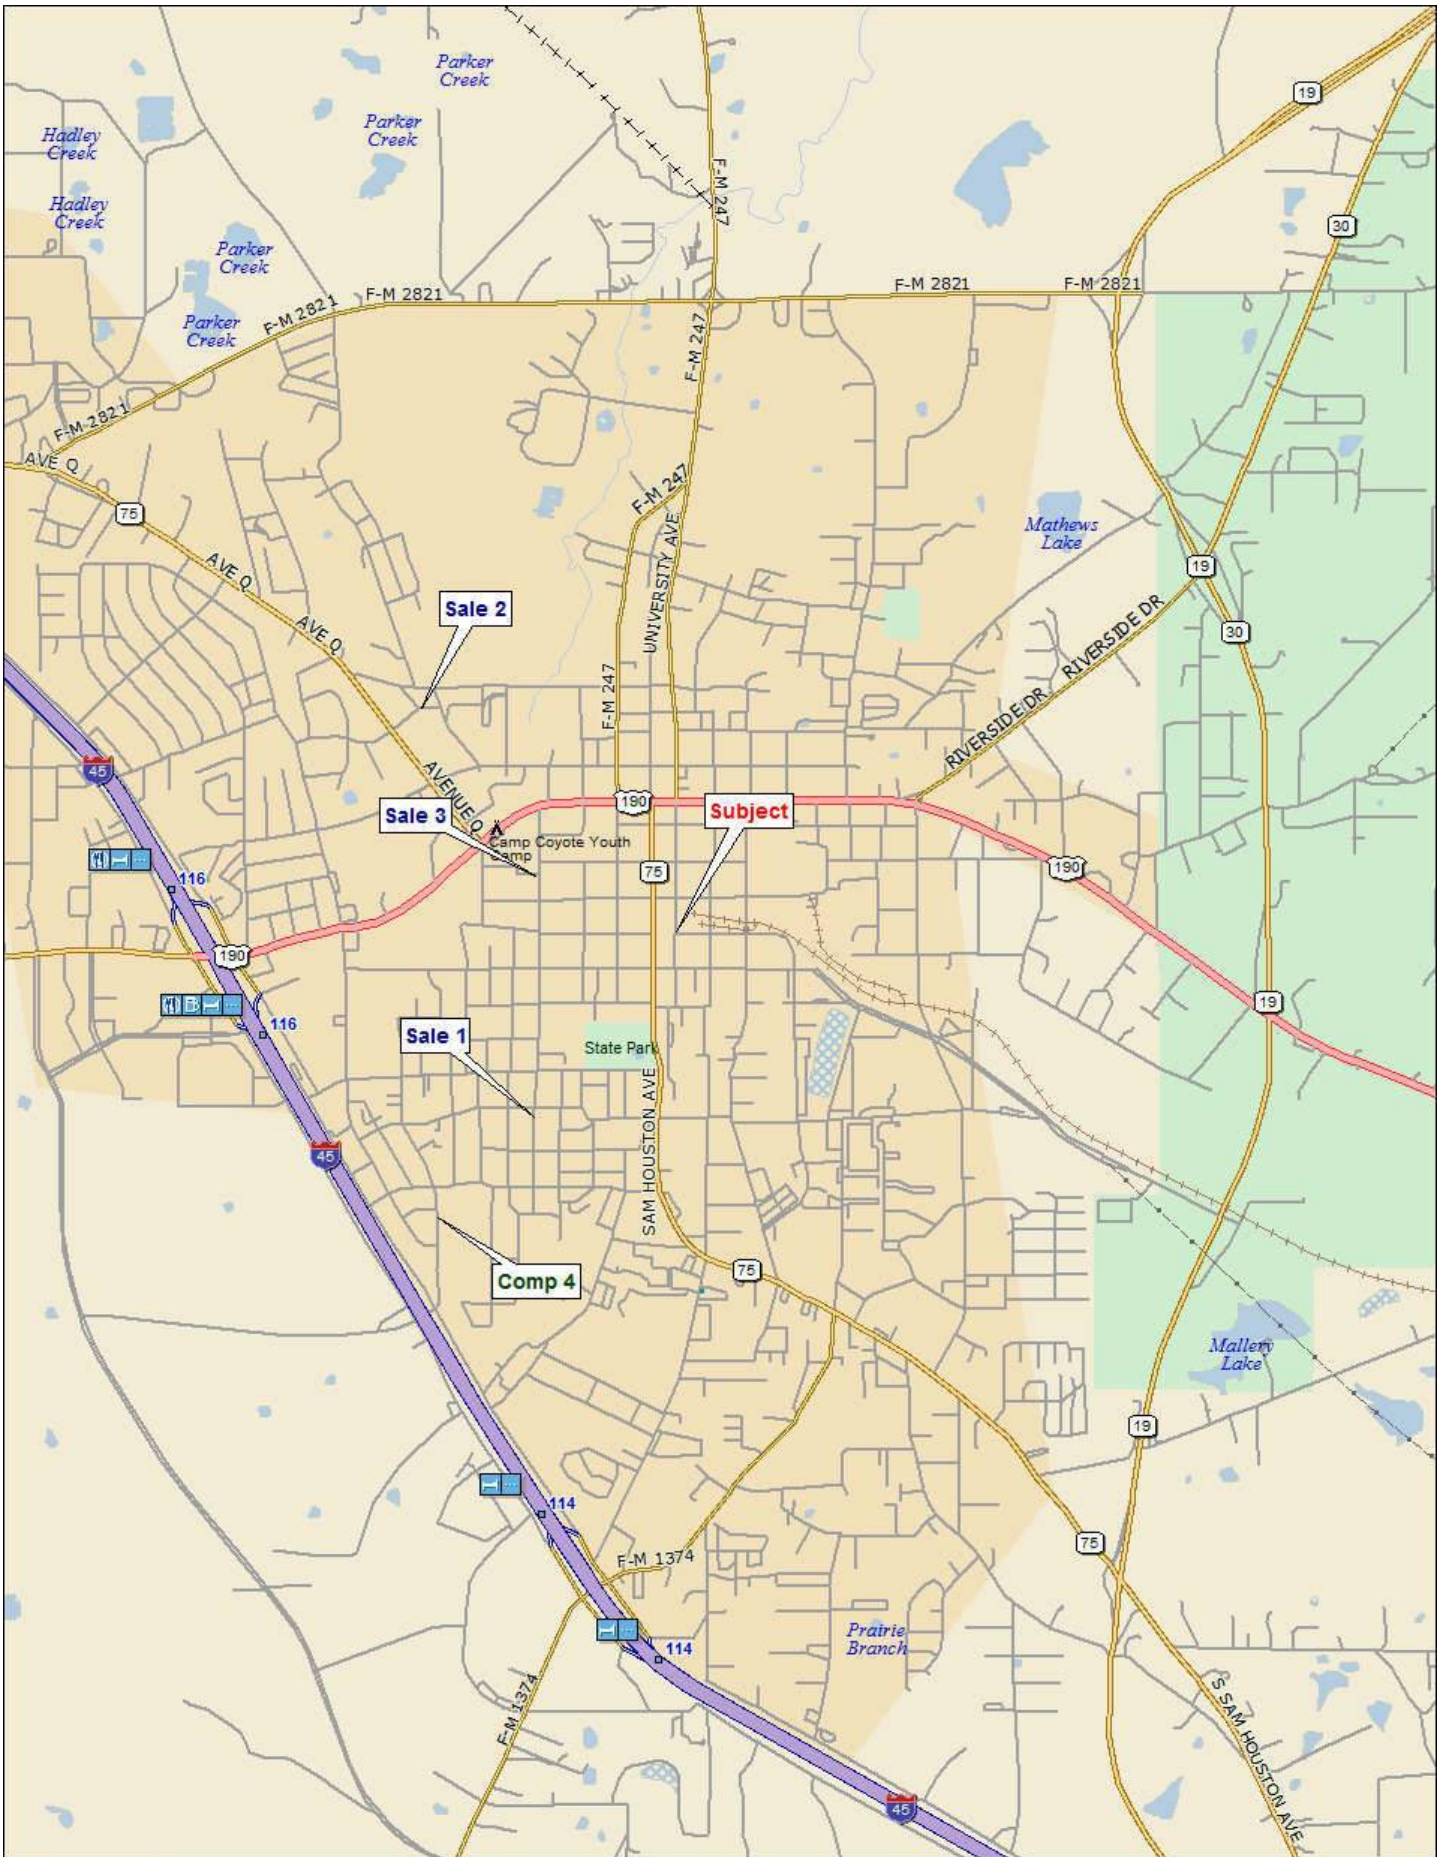 Parker
Creek
19
Parker
Creek
Hadley
Creek
F-M 247
Hadley
Creek
30
Parker
Creek
F-M 2821
F-M 2821
F-M 2821
F-M 2821
Parker
Creek
F-M 247
F-M 2821
AVE Q
F-M 247
75
Mathews
Lake
UNIVERSITY AVE
AVE Q
19
Sale 2
RIVERSIDE DR
AVE Q
30
RIVERSIDE DR
F-M 247
45
AVENUE Q
190
Subject
Sale 3
Camp Coyote Youth
Camp
116
75
190
190
19
116
Sale 1
State Park
SAM HOUSTON AVE
45
75
Comp 4
Mallery
Lake
19
114
75
F-M 1374
Prairie
Branch
114
F-M 1374
S SAM HOUSTON AVE
45